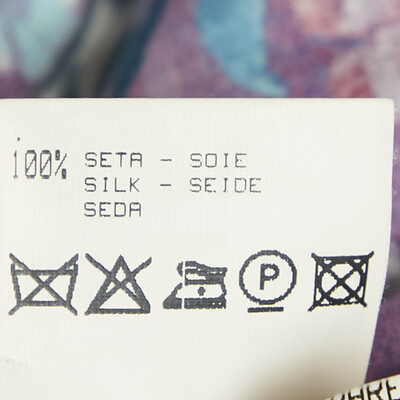 100% SETA - SOIE
SILK - SEIDE
SEDA
P